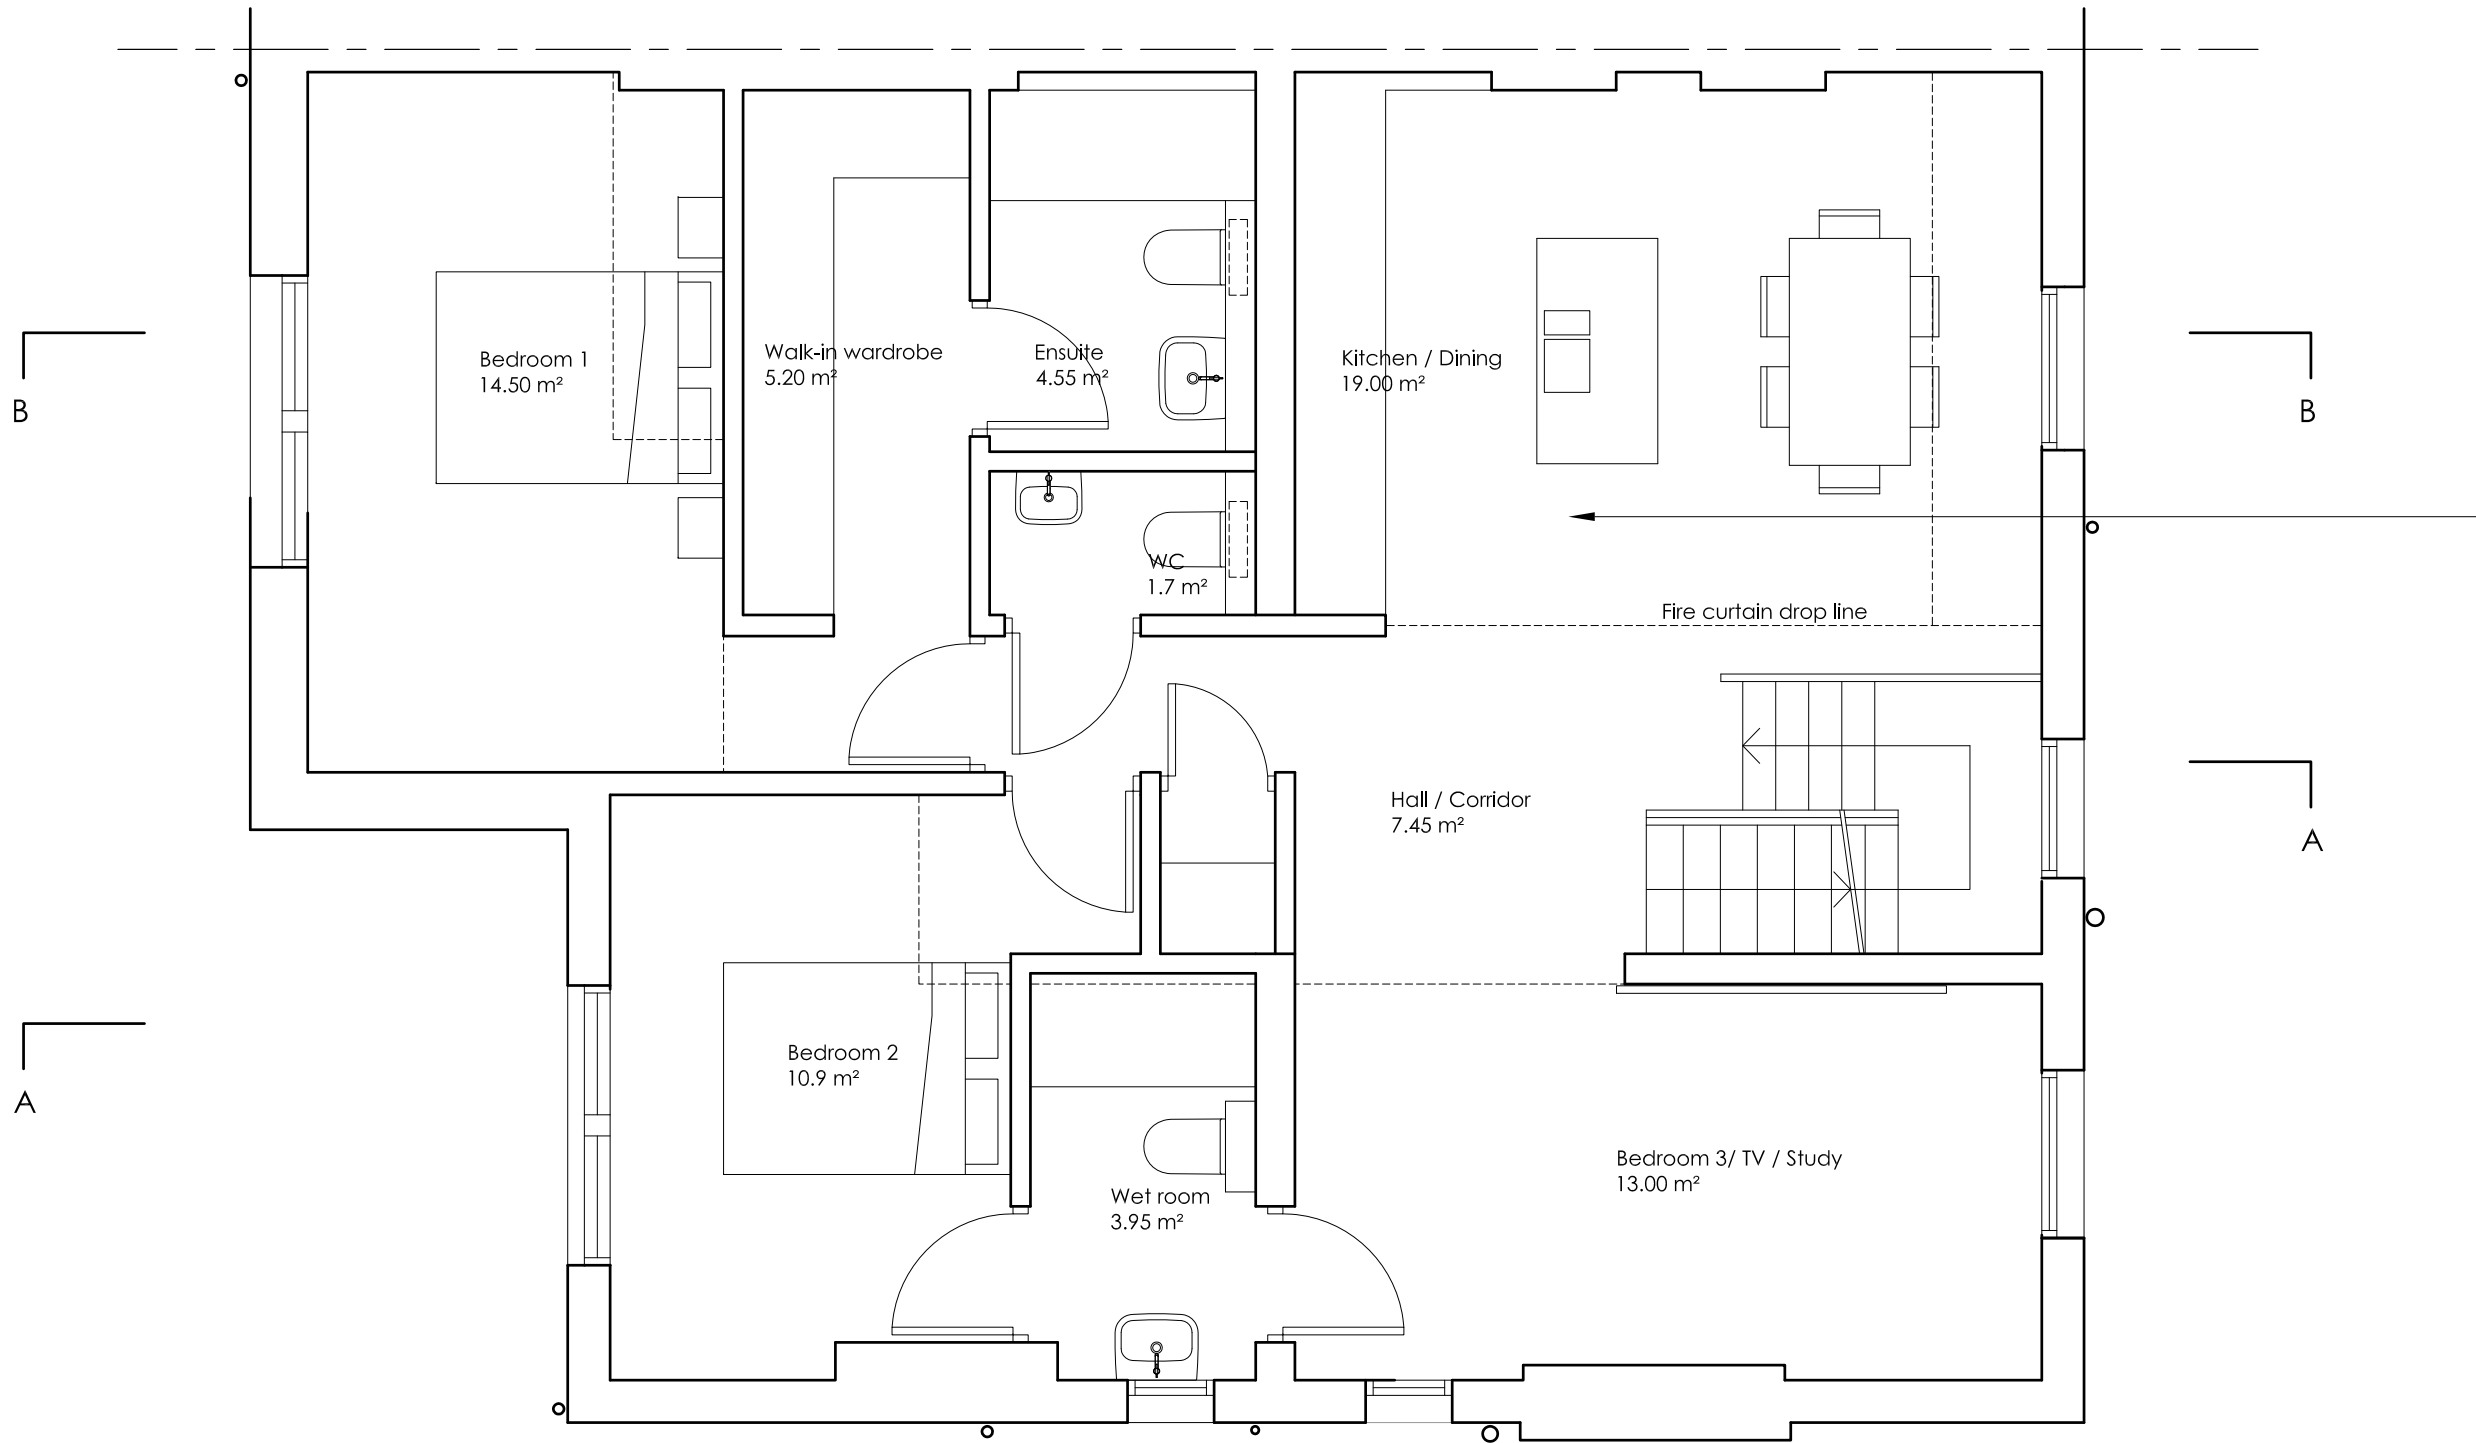 Bedroom 1
14.50 m²
Walk-in wardrobe
5.20 m²
Ensuite
4.55 m²
Kitchen / Dining
19.00 m²
B
B
WC
1.7 m²
Fire curtain drop line
Hall / Corridor
7.45 m²
A
Bedroom 2
10.9 m²
A
Wet room
3.95 m²
Bedroom 3/ TV / Study
13.00 m²